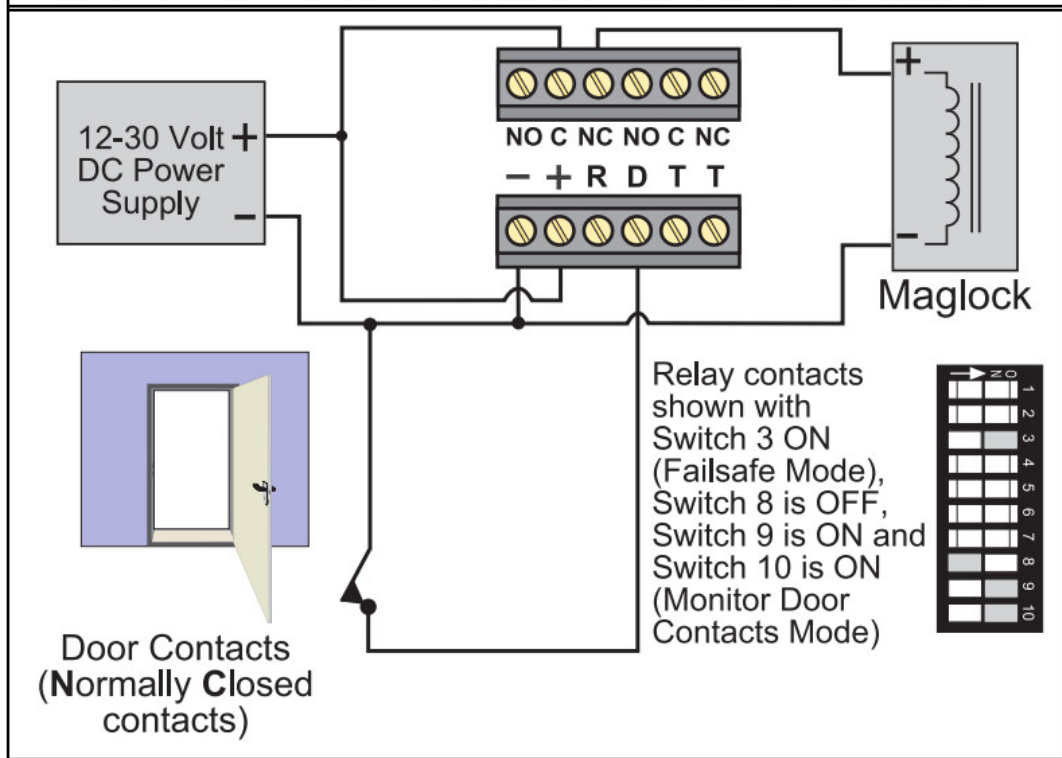 12-30 Volt +
DC Power
Supply −
NO C NC NO C NC
− + R D T T
+
−
Maglock
Relay contacts
shown with
Switch 3 ON
(Failsafe Mode),
Switch 8 is OFF,
Switch 9 is ON and
Switch 10 is ON
(Monitor Door
Contacts Mode)
ON
1
2
3
4
5
6
7
8
9
10
Door Contacts
(Normally Closed
contacts)